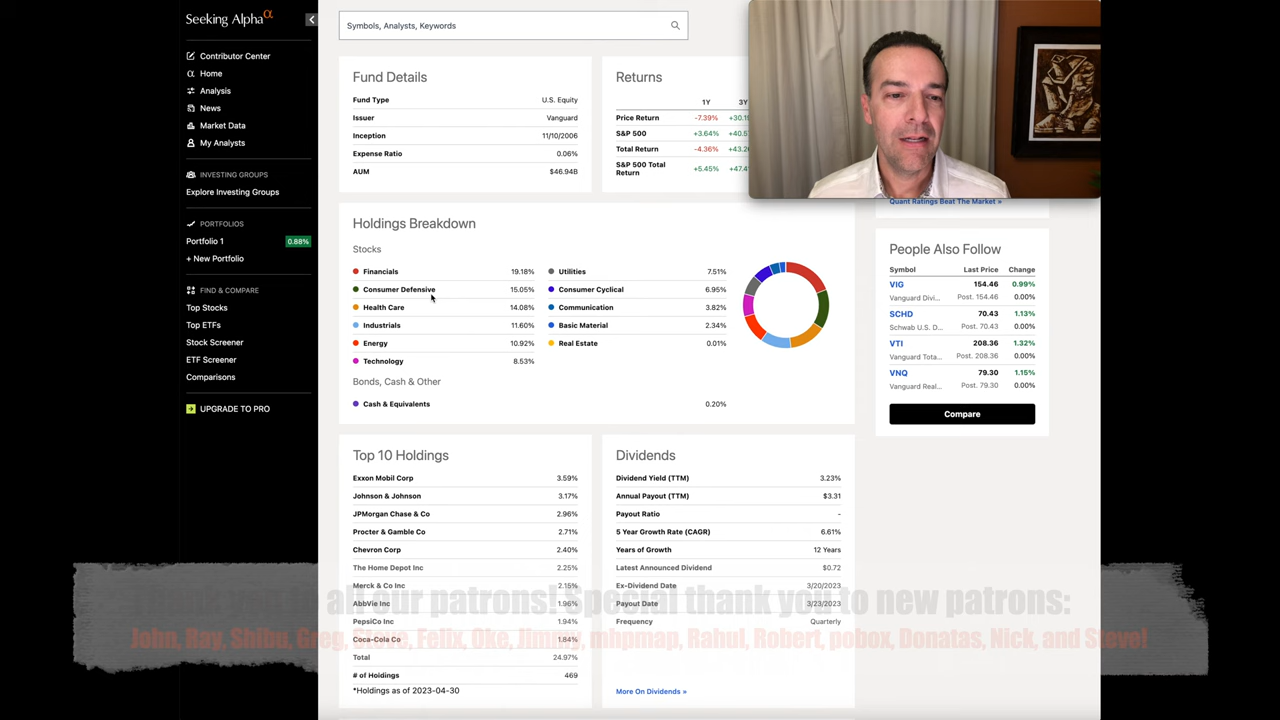 Seeking Alpha α
Contributor Center
Home
Analysis
News
Market Data
My Analysts
INVESTING GROUPS
Explore Investing Groups
PORTFOLIOS
Portfolio 1 0.88%
+ New Portfolio
FIND & COMPARE
Top Stocks
Top ETFs
Stock Screener
ETF Screener
Comparisons
UPGRADE TO PRO
Symbols, Analysts, Keywords
Fund Details
Fund Type U.S. Equity
Issuer Vanguard
Inception 11/10/2006
Expense Ratio 0.06%
AUM $46.94B
Returns
1Y 3Y
Price Return -7.39%
S&P 500 +3.64%
Total Return -4.36%
S&P 500 Total +5.45%
Return
Quant Ratings Beat The Market »
Holdings Breakdown
Stocks
Financials 19.18% Utilities 7.51%
Consumer Defensive 15.05% Consumer Cyclical 6.95%
Health Care 14.08% Communication 3.82%
Industrials 11.60% Basic Material 2.34%
Energy 10.92% Real Estate 0.01%
Technology 8.53%
Bonds, Cash & Other
Cash & Equivalents 0.20%
People Also Follow
Symbol Last Price Change
VIG 154.46 0.99%
Vanguard Divi... Post. 154.46 0.00%
SCHD 70.43 1.13%
Schwab U.S. D... Post. 70.43 0.00%
VTI 208.36 1.32%
Vanguard Tota... Post. 208.36 0.00%
VNQ 79.30 1.15%
Vanguard Real... Post. 79.30 0.00%
Compare
Top 10 Holdings
Exxon Mobil Corp 3.59%
Johnson & Johnson 3.17%
JPMorgan Chase & Co 2.96%
Procter & Gamble Co 2.71%
Chevron Corp 2.40%
The Home Depot Inc 2.25%
Merck & Co Inc 2.15%
AbbVie Inc 1.96%
PepsiCo Inc 1.94%
Coca-Cola Co 1.84%
Total 24.97%
# of Holdings 469
*Holdings as of 2023-04-30
Dividends
Dividend Yield (TTM) 3.23%
Annual Payout (TTM) $3.31
Payout Ratio -
5 Year Growth Rate (CAGR) 6.61%
Years of Growth 12 Years
Latest Announced Dividend $0.72
Ex-Dividend Date 3/20/2023
Payout Date 3/23/2023
Frequency Quarterly
More On Dividends »
all our patrons! Special thank you to new patrons:
John, Ray, Shibu, Greg, Felix, Oke, Jimmy, mhpmap, Rahul, Robert, pobox, Donatas, Nick, and Steve!